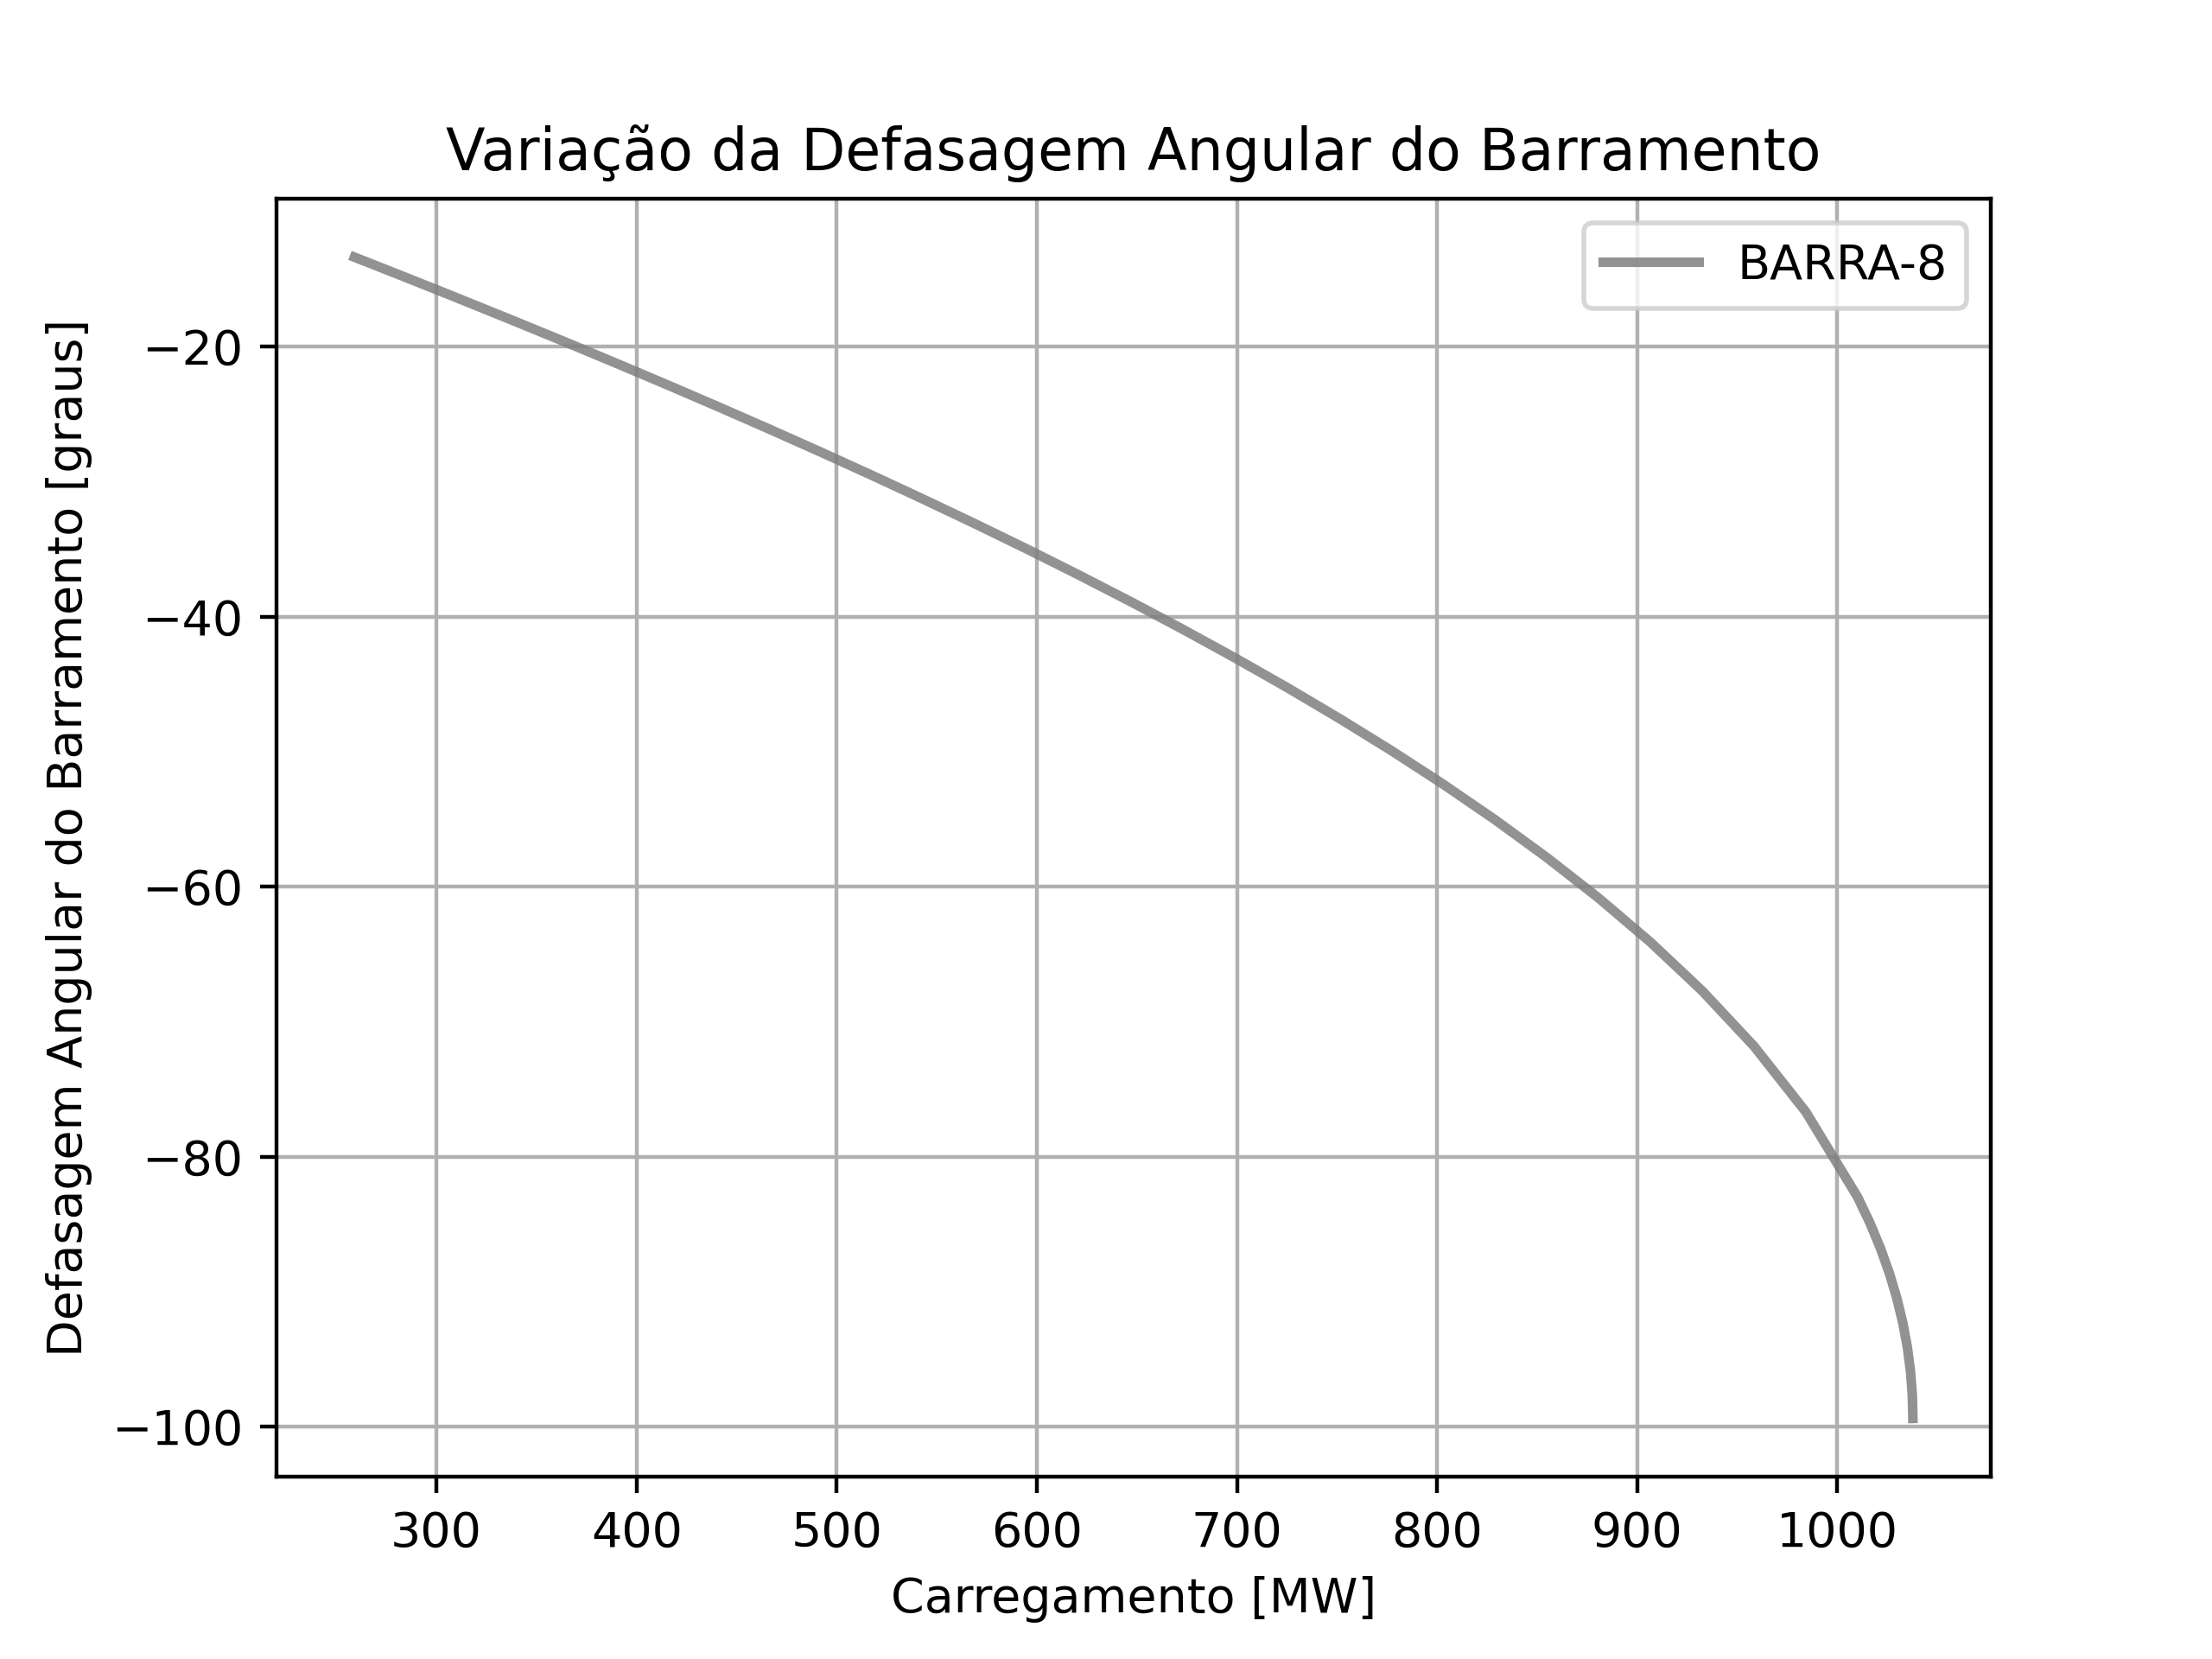 Variação da Defasagem Angular do Barramento
BARRA-8
Defasagem Angular do Barramento [graus]
−20
−40
−60
−80
−100
300 400 500 600 700 800 900 1000
Carregamento [MW]